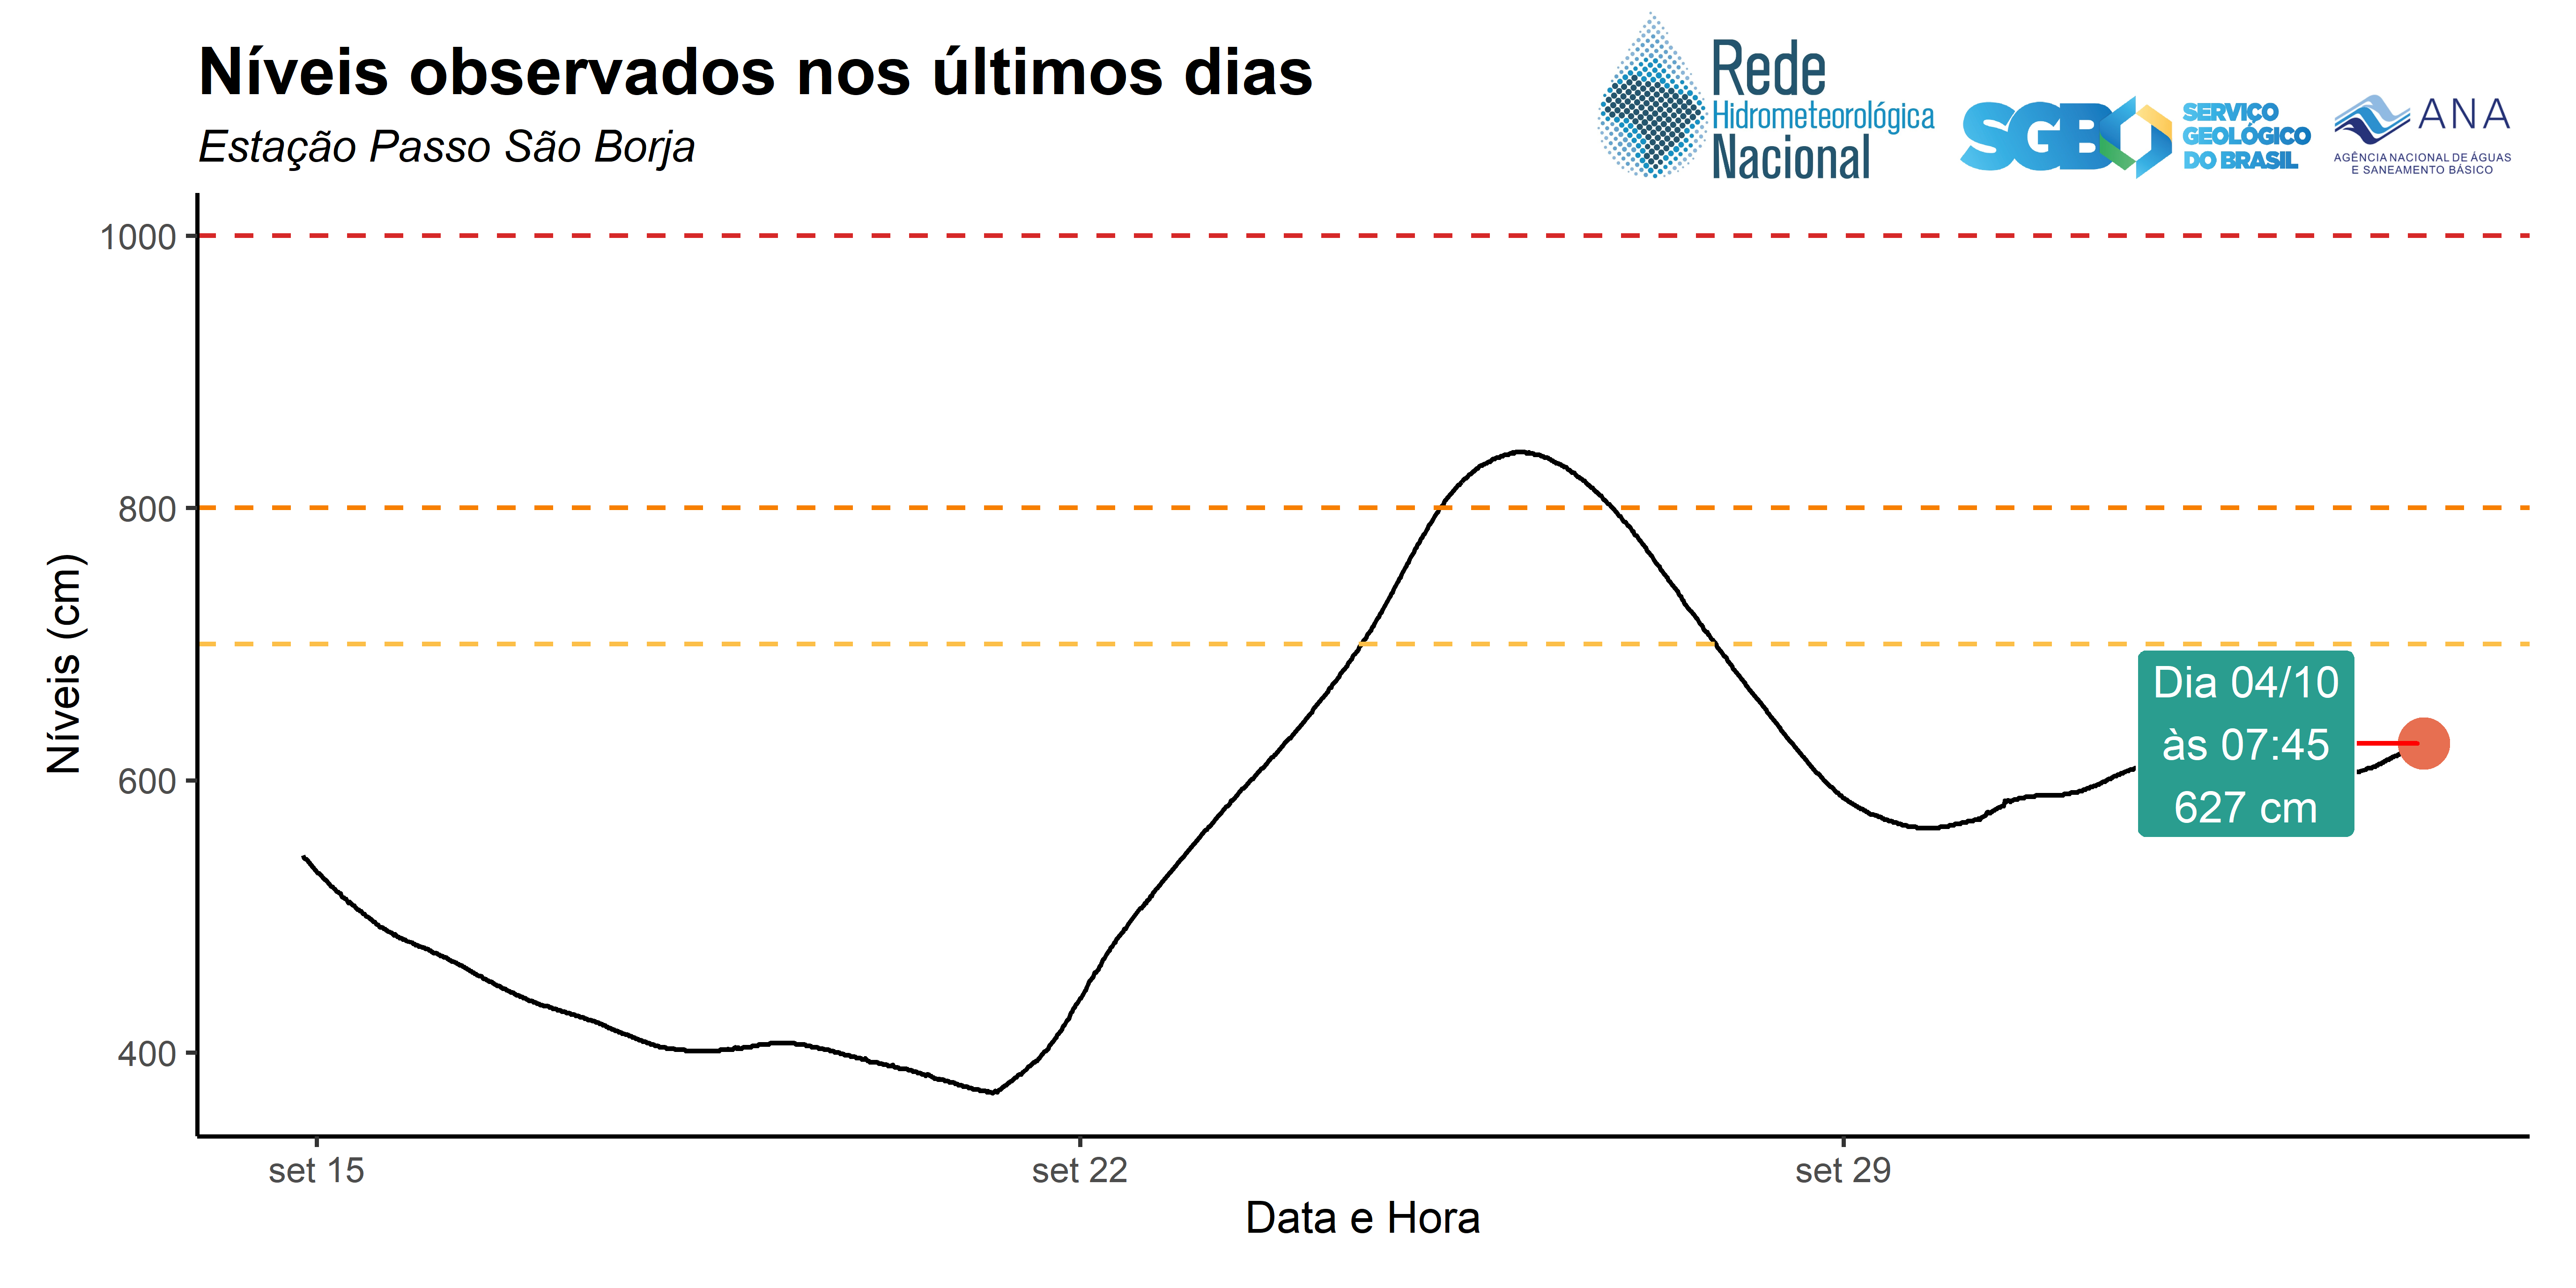 Níveis observados nos últimos dias
Estação Passo São Borja
Rede
Hidrometeorológica
Nacional
SGB
SERVIÇO
GEOLÓGICO
DO BRASIL
ANA
AGÊNCIA NACIONAL DE ÁGUAS
E SANEAMENTO BÁSICO
Níveis (cm)
1000
800
600
400
Dia 04/10
às 07:45
627 cm
set 15
set 22
set 29
Data e Hora